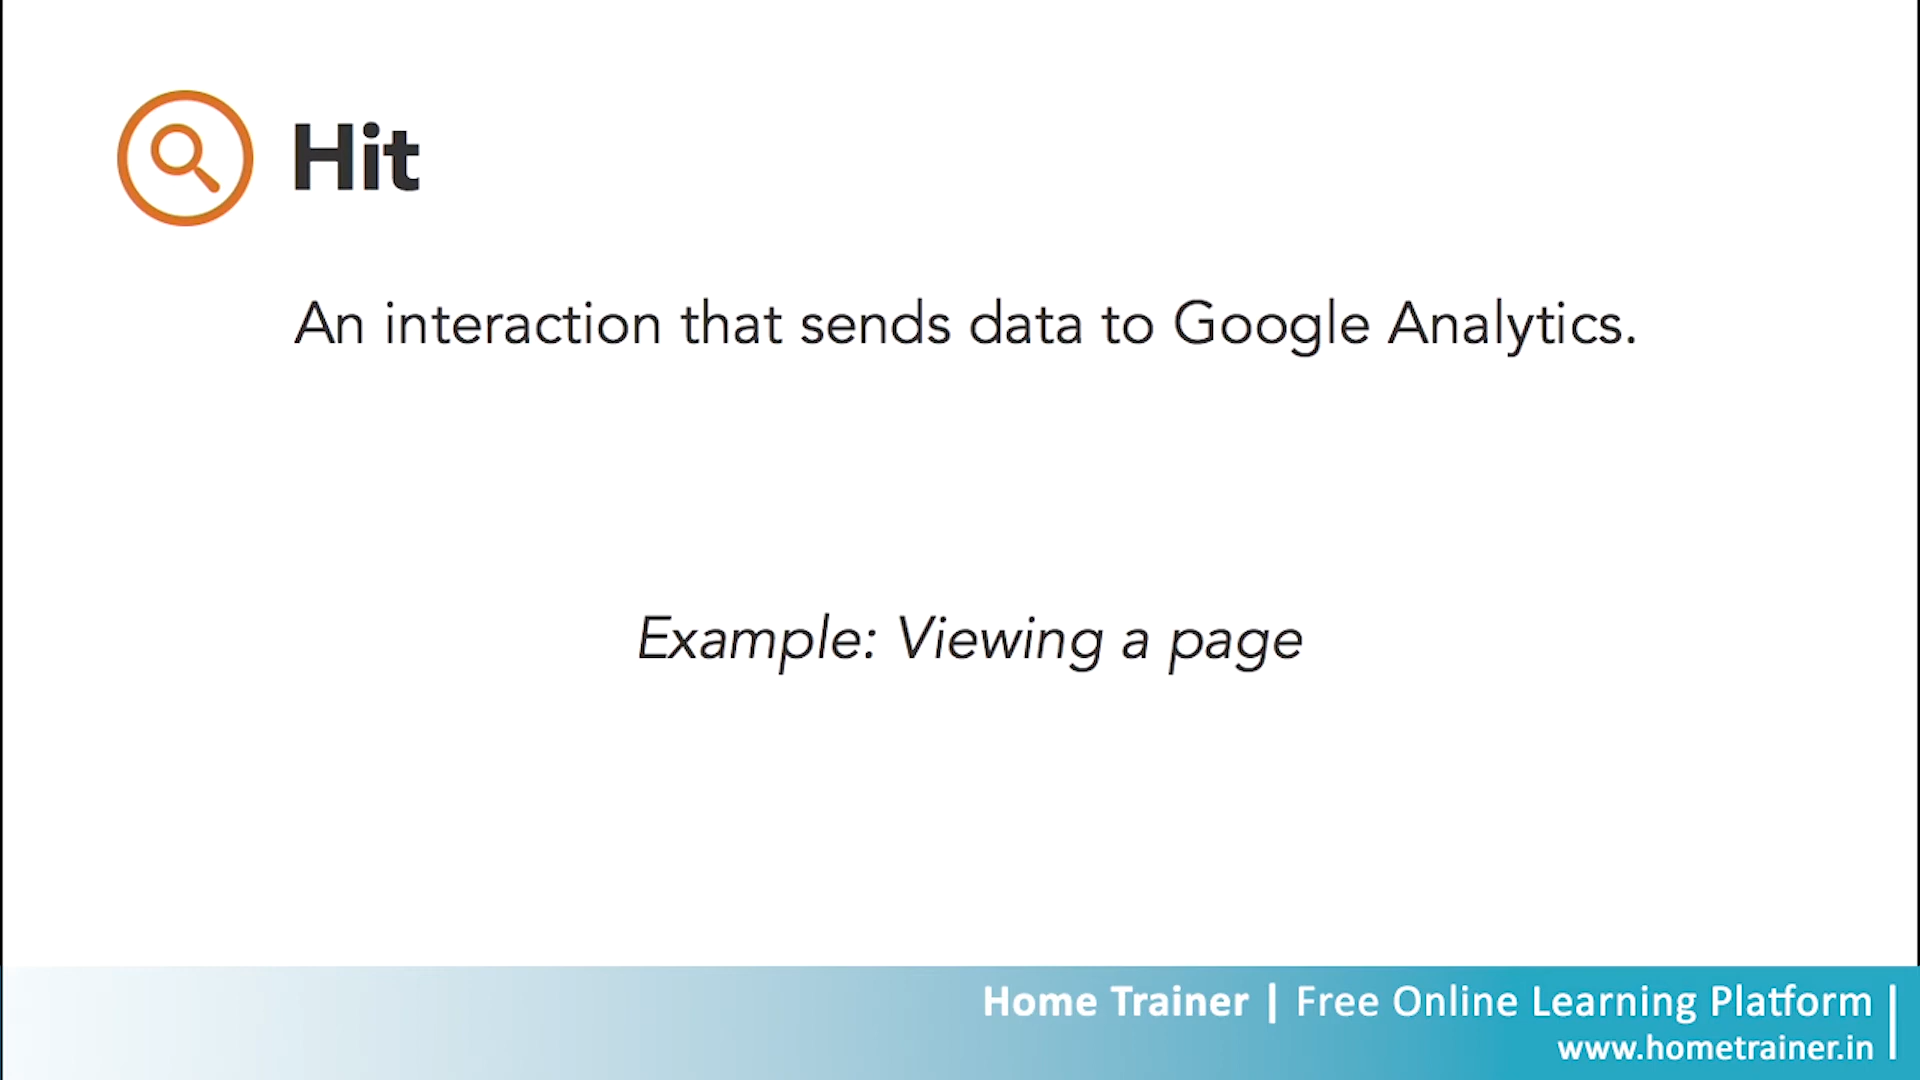 Hit
An interaction that sends data to Google Analytics.
Example: Viewing a page
Home Trainer | Free Online Learning Platform
www.hometrainer.in